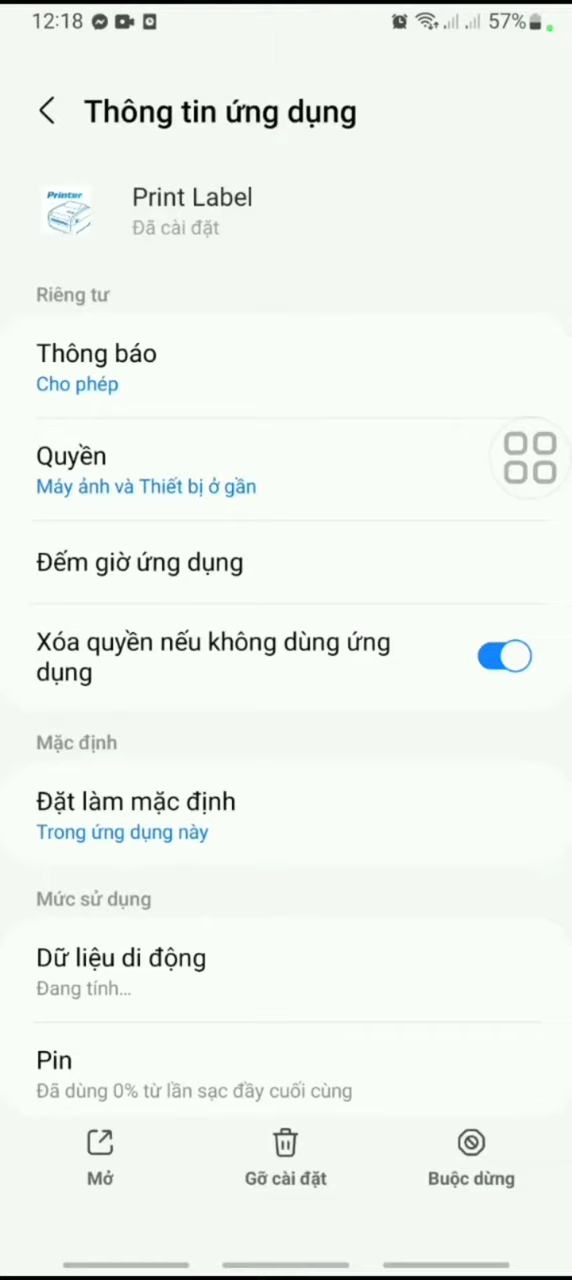 12:18
57%
Thông tin ứng dụng
Printer
Print Label
Đã cài đặt
Riêng tư
Thông báo
Cho phép
Quyền
Máy ảnh và Thiết bị ở gần
Đếm giờ ứng dụng
Xóa quyền nếu không dùng ứng
dụng
Mặc định
Đặt làm mặc định
Trong ứng dụng này
Mức sử dụng
Dữ liệu di động
Đang tính...
Pin
Đã dùng 0% từ lần sạc đầy cuối cùng
Mở
Gỡ cài đặt
Buộc dừng